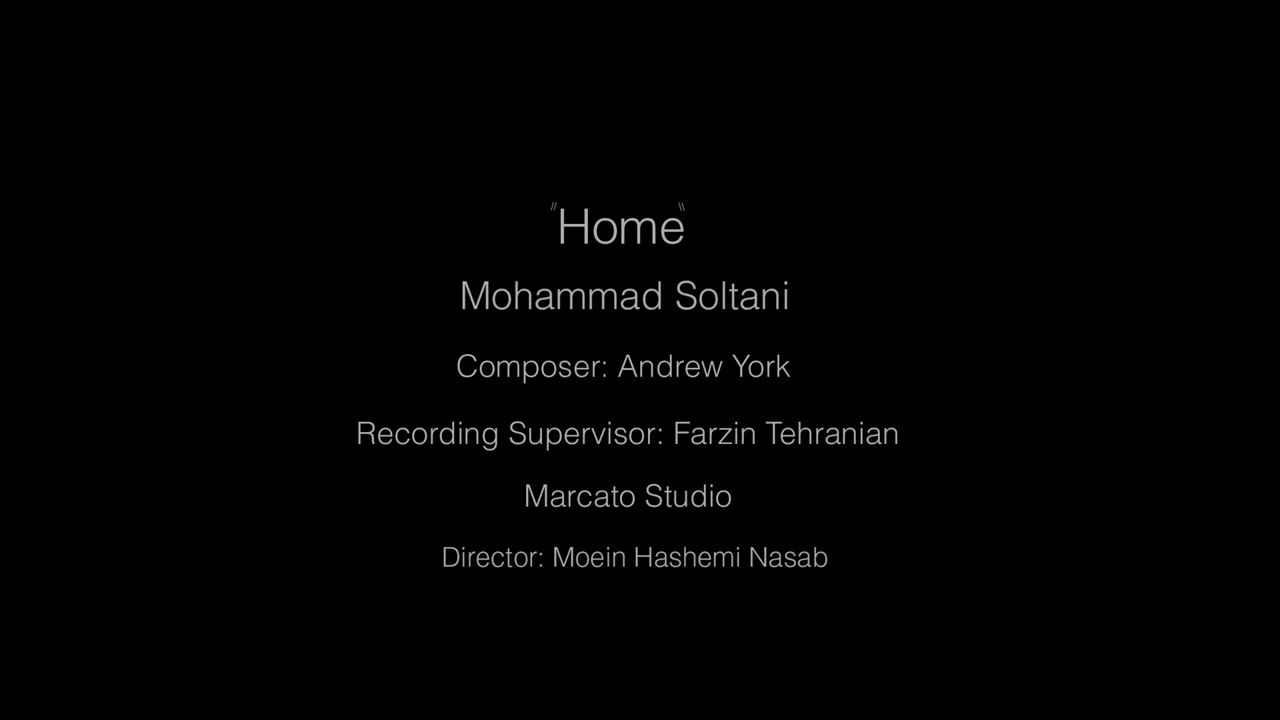 "Home"
Mohammad Soltani
Composer: Andrew York
Recording Supervisor: Farzin Tehranian
Marcato Studio
Director: Moein Hashemi Nasab